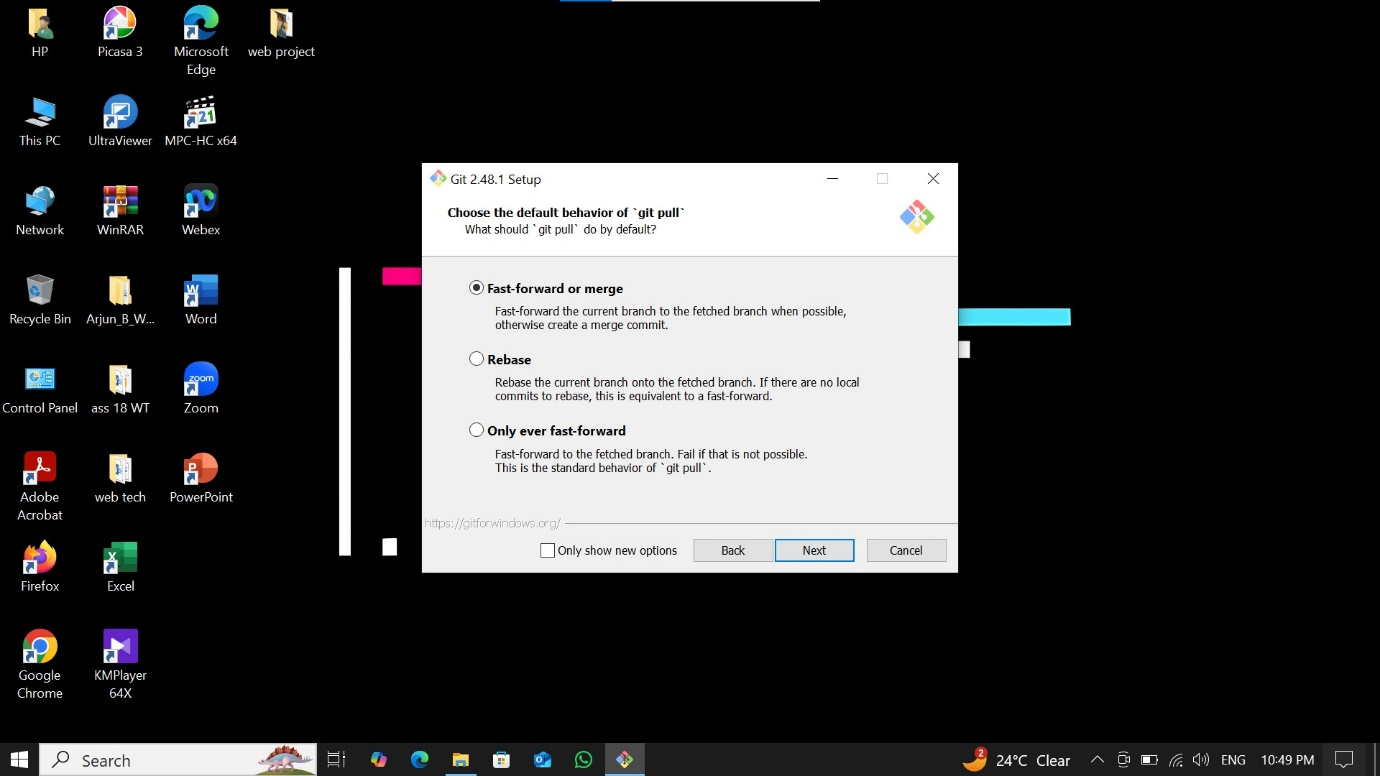 HP
Picasa 3
Microsoft
Edge
web project
This PC
UltraViewer
MPC-HC x64
Network
WinRAR
Webex
Recycle Bin
Arjun_B_W...
Word
Control Panel
ass 18 WT
zoom
Zoom
Adobe
Acrobat
web tech
PowerPoint
Firefox
Excel
Google
Chrome
KMPlayer
64X
Git 2.48.1 Setup
Choose the default behavior of `git pull`
What should `git pull` do by default?
Fast-forward or merge
Fast-forward the current branch to the fetched branch when possible,
otherwise create a merge commit.
Rebase
Rebase the current branch onto the fetched branch. If there are no local
commits to rebase, this is equivalent to a fast-forward.
Only ever fast-forward
Fast-forward to the fetched branch. Fail if that is not possible.
This is the standard behavior of `git pull`.
https://gitforwindows.org/
Only show new options
Back
Next
Cancel
Search
2
24°C Clear
ENG
10:49 PM